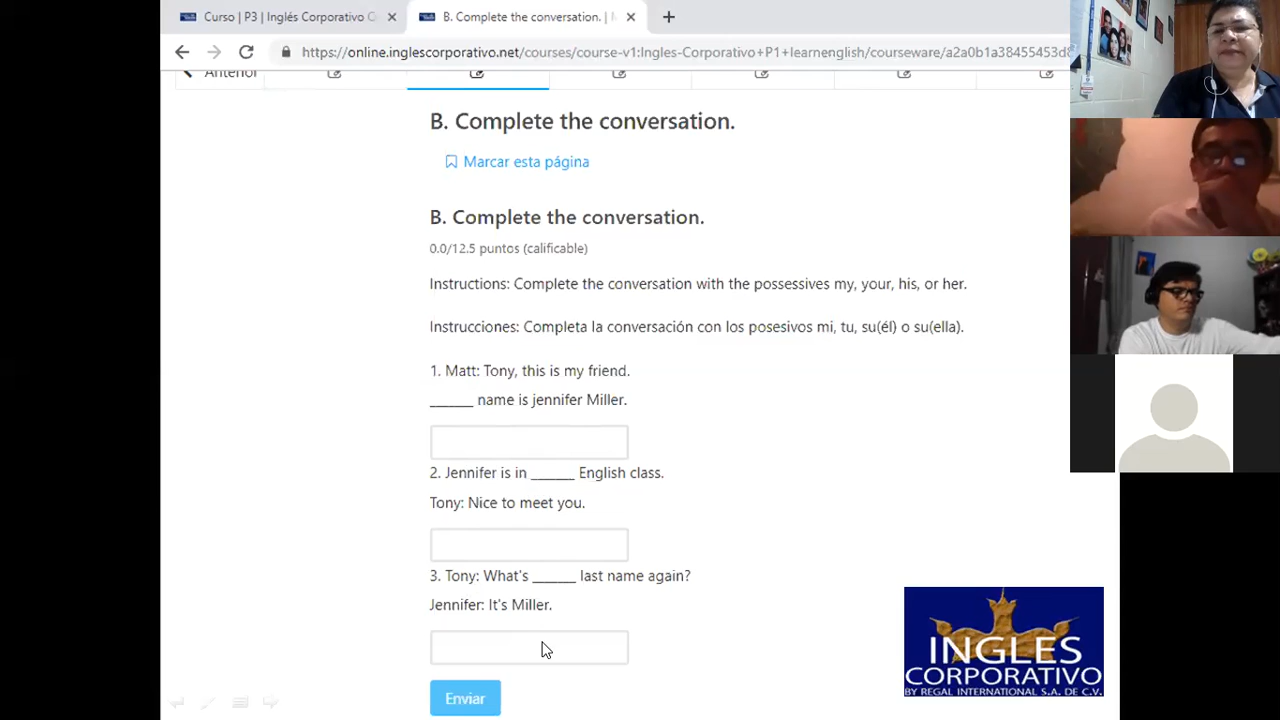 Curso | P3 | Inglés Corporativo
B. Complete the conversation. |
https://online.inglescorporativo.net/courses/course-v1:Ingles-Corporativo+P1+learnenglish/courseware/a2a0b1a38455453d8
Anterior
B. Complete the conversation.
Marcar esta página
B. Complete the conversation.
0.0/12.5 puntos (calificable)
Instructions: Complete the conversation with the possessives my, your, his, or her.
Instrucciones: Completa la conversación con los posesivos mi, tu, su(él) o su(ella).
1. Matt: Tony, this is my friend.
______ name is jennifer Miller.
2. Jennifer is in ______ English class.
Tony: Nice to meet you.
3. Tony: What's ______ last name again?
Jennifer: It's Miller.
Enviar
INGLES
CORPORATIVO
BY REGAL INTERNATIONAL S.A. DE C.V.